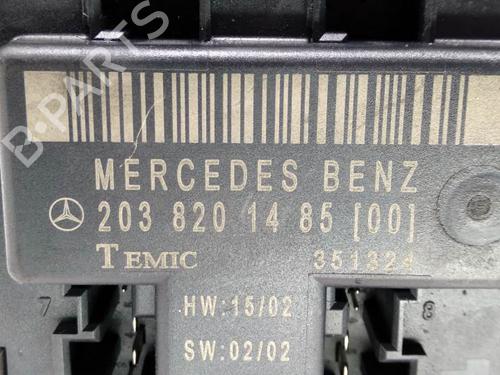 B-PARTS
MERCEDES BENZ
203 820 14 85 [00]
TEMIC 351324
HW:15/02
SW:02/02
7 8